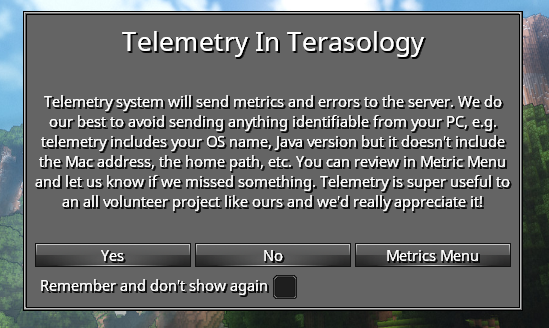 Telemetry In Terasology
Telemetry system will send metrics and errors to the server. We do
our best to avoid sending anything identifiable from your PC, e.g.
telemetry includes your OS name, Java version but it doesn't include
the Mac address, the home path, etc. You can review in Metric Menu
and let us know if we missed something. Telemetry is super useful to
an all volunteer project like ours and we'd really appreciate it!
Yes
No
Metrics Menu
Remember and don't show again